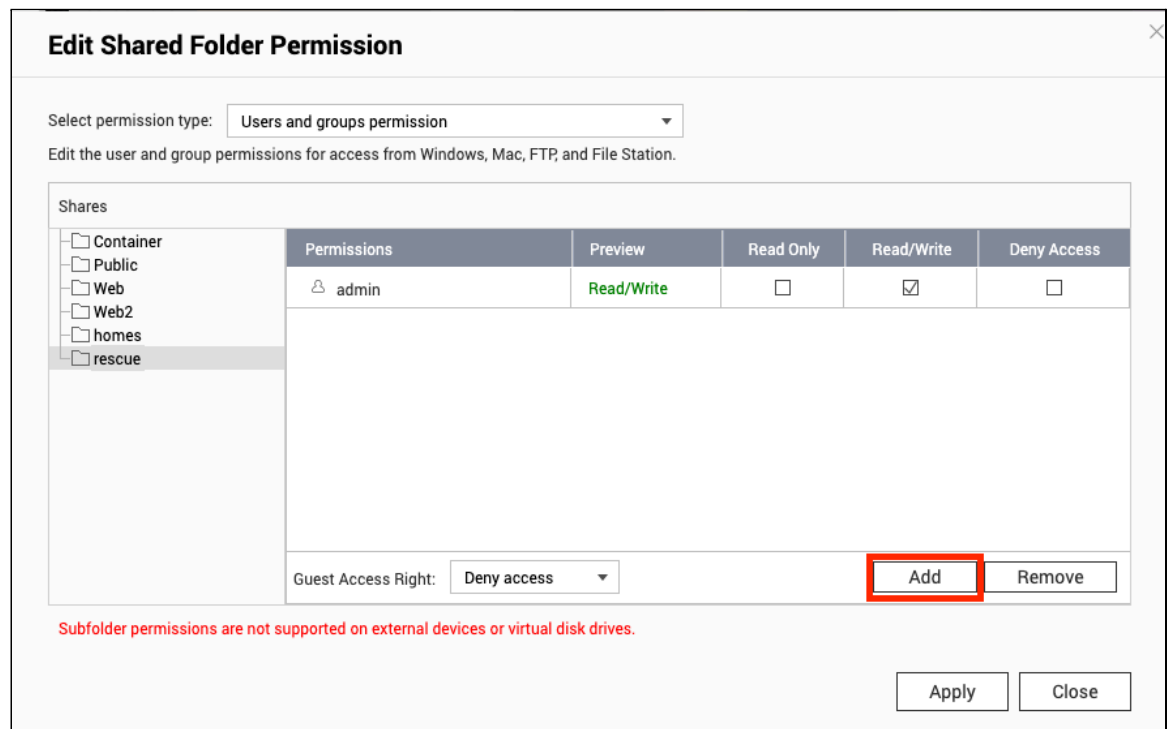 Edit Shared Folder Permission
Select permission type: Users and groups permission
Edit the user and group permissions for access from Windows, Mac, FTP, and File Station.
Shares
Container
Public
Web
Web2
homes
rescue
Permissions Preview Read Only Read/Write Deny Access
admin Read/Write
Guest Access Right: Deny access Add Remove
Subfolder permissions are not supported on external devices or virtual disk drives.
Apply Close